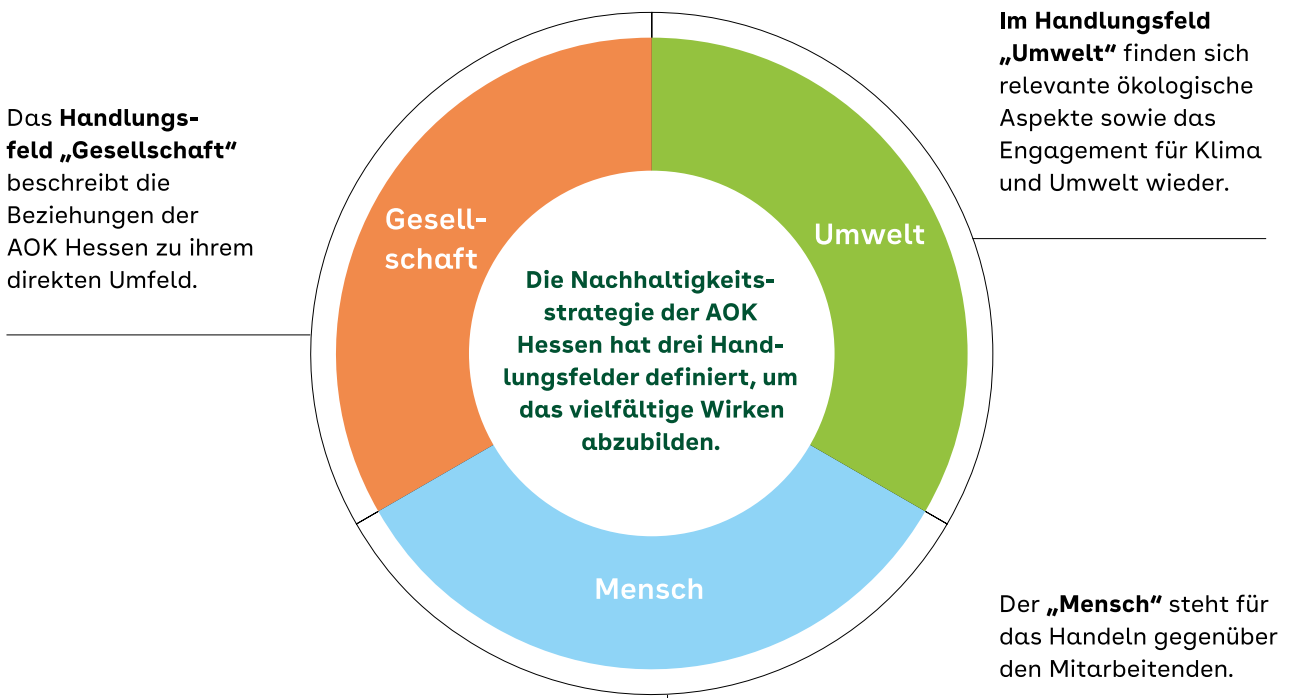 Das Handlungs-
feld „Gesellschaft“
beschreibt die
Beziehungen der
AOK Hessen zu ihrem
direkten Umfeld.
Im Handlungsfeld
„Umwelt“ finden sich
relevante ökologische
Aspekte sowie das
Engagement für Klima
und Umwelt wieder.
Gesell-
schaft
Umwelt
Die Nachhaltigkeits-
strategie der AOK
Hessen hat drei Hand-
lungsfelder definiert, um
das vielfältige Wirken
abzubilden.
Mensch
Der „Mensch“ steht für
das Handeln gegenüber
den Mitarbeitenden.